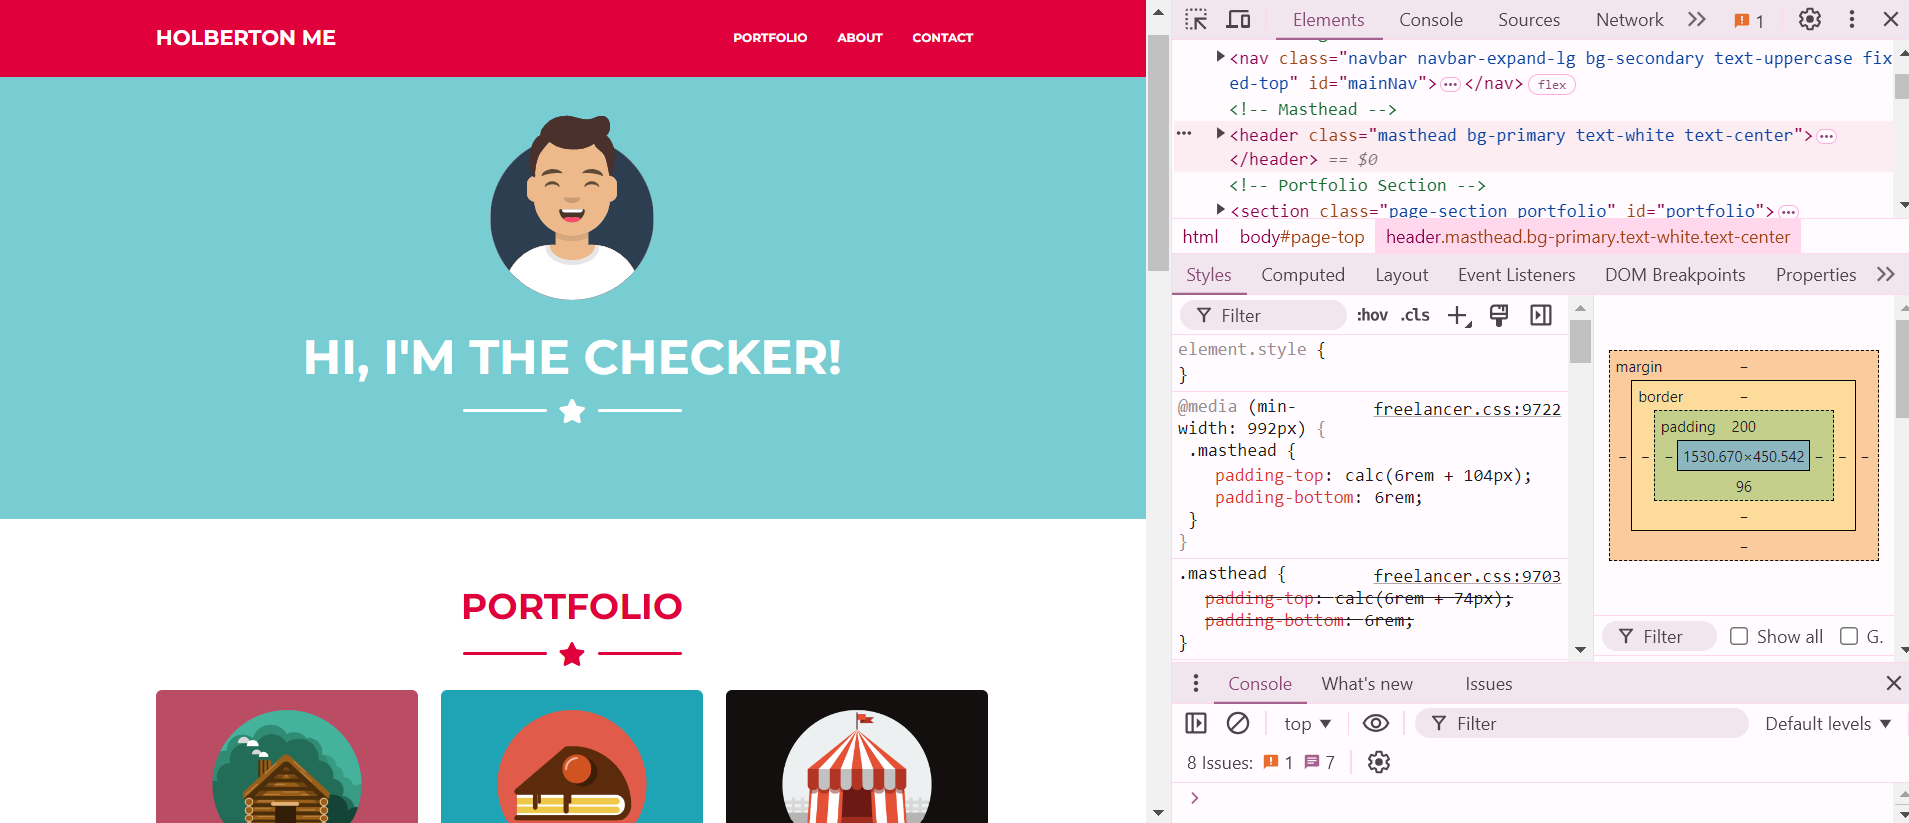 HOLBERTON ME
PORTFOLIO ABOUT CONTACT
HI, I'M THE CHECKER!
PORTFOLIO
Elements Console Sources Network 1
<nav class="navbar navbar-expand-lg bg-secondary text-uppercase fix
ed-top" id="mainNav">…</nav> flex
<!-- Masthead -->
<header class="masthead bg-primary text-white text-center">…
</header> == $0
<!-- Portfolio Section -->
<section class="page-section portfolio" id="portfolio">…
html body#page-top header.masthead.bg-primary.text-white.text-center
Styles Computed Layout Event Listeners DOM Breakpoints Properties
Filter :hov .cls
element.style {
}
@media (min- freelancer.css:9722
width: 992px) {
.masthead {
padding-top: calc(6rem + 104px);
padding-bottom: 6rem;
}
}
.masthead { freelancer.css:9703
padding-top: calc(6rem + 74px);
padding-bottom: 6rem;
}
margin –
border –
padding 200
– – – 1530.670×450.542 – – –
96
–
–
Filter Show all G.
Console What's new Issues
top Filter Default levels
8 Issues: 1 7